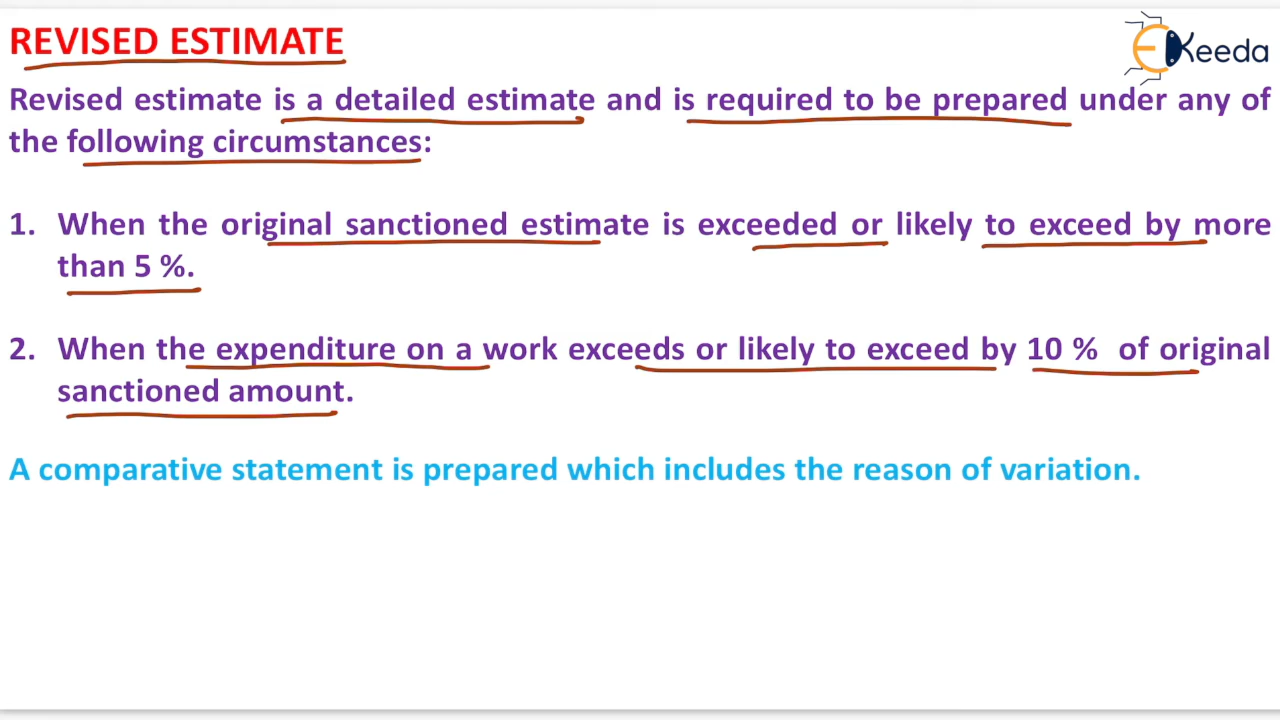 REVISED ESTIMATE
EKeeda
Revised estimate is a detailed estimate and is required to be prepared under any of
the following circumstances:
1. When the original sanctioned estimate is exceeded or likely to exceed by more
than 5 %.
2. When the expenditure on a work exceeds or likely to exceed by 10 % of original
sanctioned amount.
A comparative statement is prepared which includes the reason of variation.